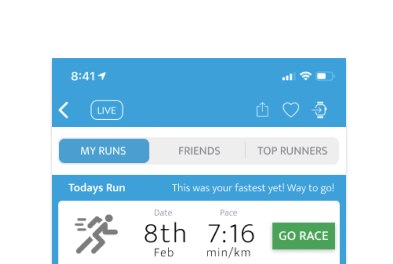 8:41
LIVE
MY RUNS FRIENDS TOP RUNNERS
Todays Run This was your fastest yet! Way to go!
Date Pace
8th 7:16 GO RACE
Feb min/km